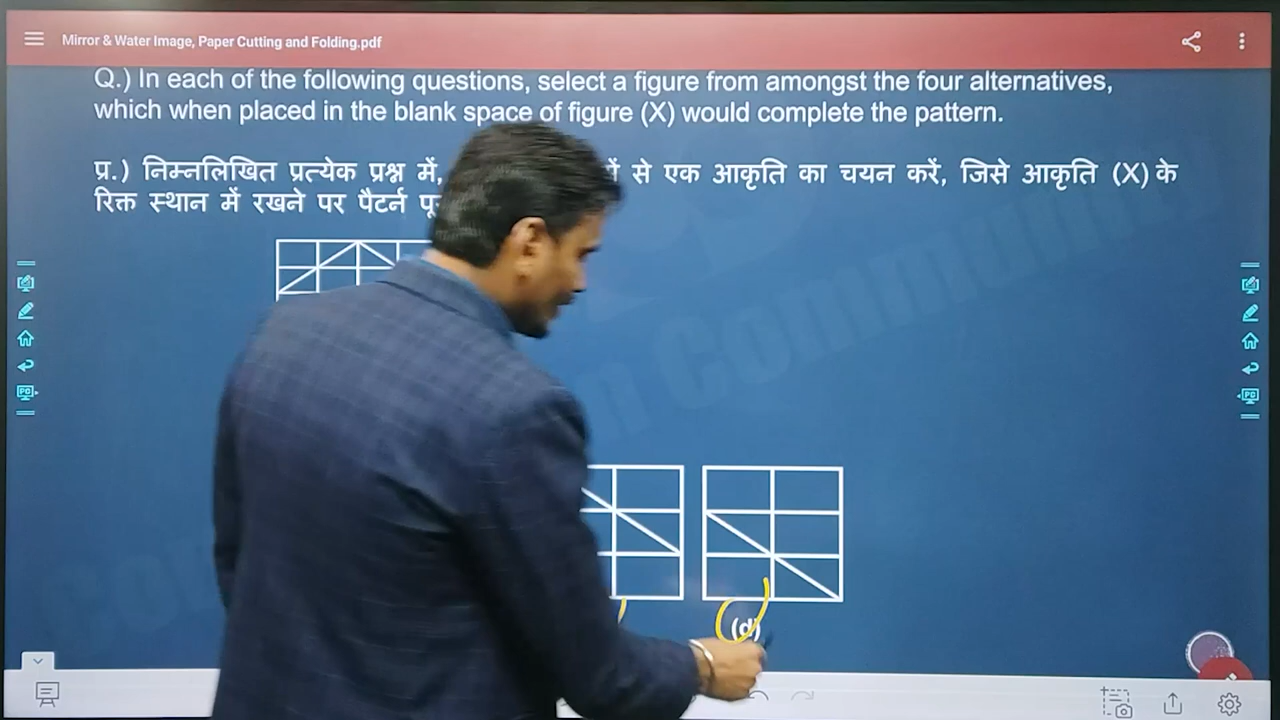 Mirror & Water Image, Paper Cutting and Folding.pdf
Q.) In each of the following questions, select a figure from amongst the four alternatives,
which when placed in the blank space of figure (X) would complete the pattern.
प्र.) निम्नलिखित प्रत्येक प्रश्न में, से एक आकृति का चयन करें, जिसे आकृति (X) के
रिक्त स्थान में रखने पर पैटर्न
(d)